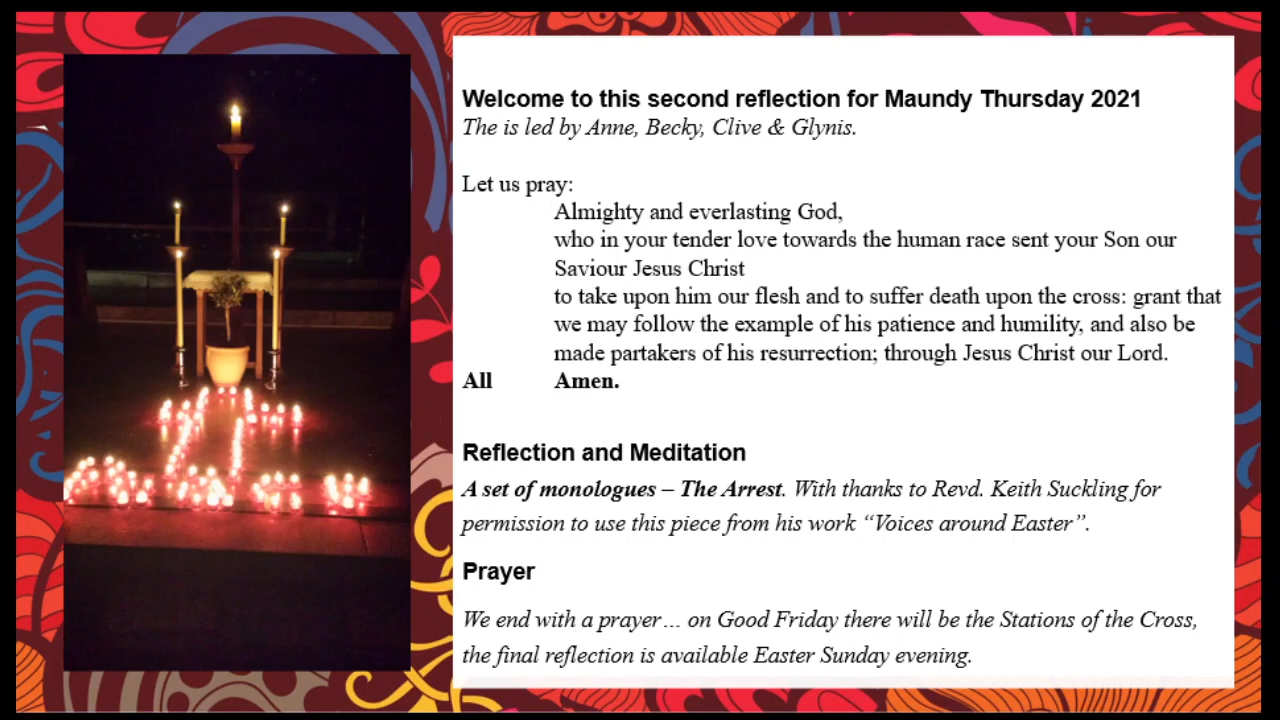 Welcome to this second reflection for Maundy Thursday 2021
The is led by Anne, Becky, Clive & Glynis.
Let us pray:
Almighty and everlasting God,
who in your tender love towards the human race sent your Son our
Saviour Jesus Christ
to take upon him our flesh and to suffer death upon the cross: grant that
we may follow the example of his patience and humility, and also be
made partakers of his resurrection; through Jesus Christ our Lord.
All Amen.
Reflection and Meditation
A set of monologues – The Arrest. With thanks to Revd. Keith Suckling for
permission to use this piece from his work “Voices around Easter”.
Prayer
We end with a prayer… on Good Friday there will be the Stations of the Cross,
the final reflection is available Easter Sunday evening.